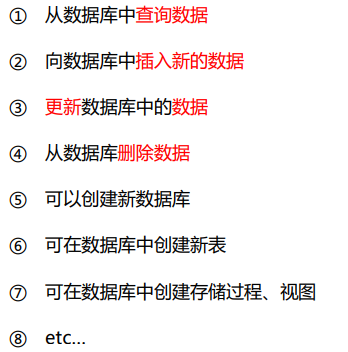 ① 从数据库中查询数据
② 向数据库中插入新的数据
③ 更新数据库中的数据
④ 从数据库删除数据
⑤ 可以创建新数据库
⑥ 可在数据库中创建新表
⑦ 可在数据库中创建存储过程、视图
⑧ etc...